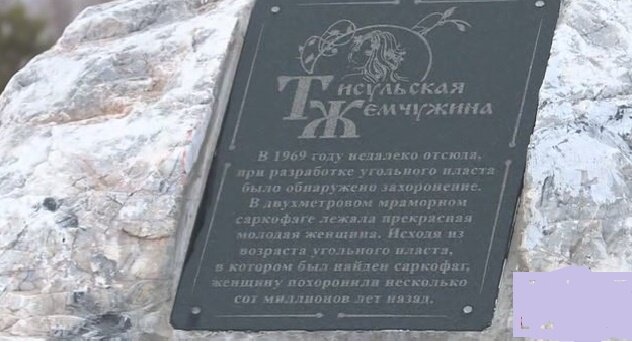 Тисульская
Жемчужина
В 1969 году недалеко отсюда,
при разработке угольного пласта
было обнаружено захоронение.
В двухметровом мраморном
саркофаге лежала прекрасная
молодая женщина. Исходя из
возраста угольного пласта,
в котором был найден саркофаг,
женщину похоронили несколько
сот миллионов лет назад.